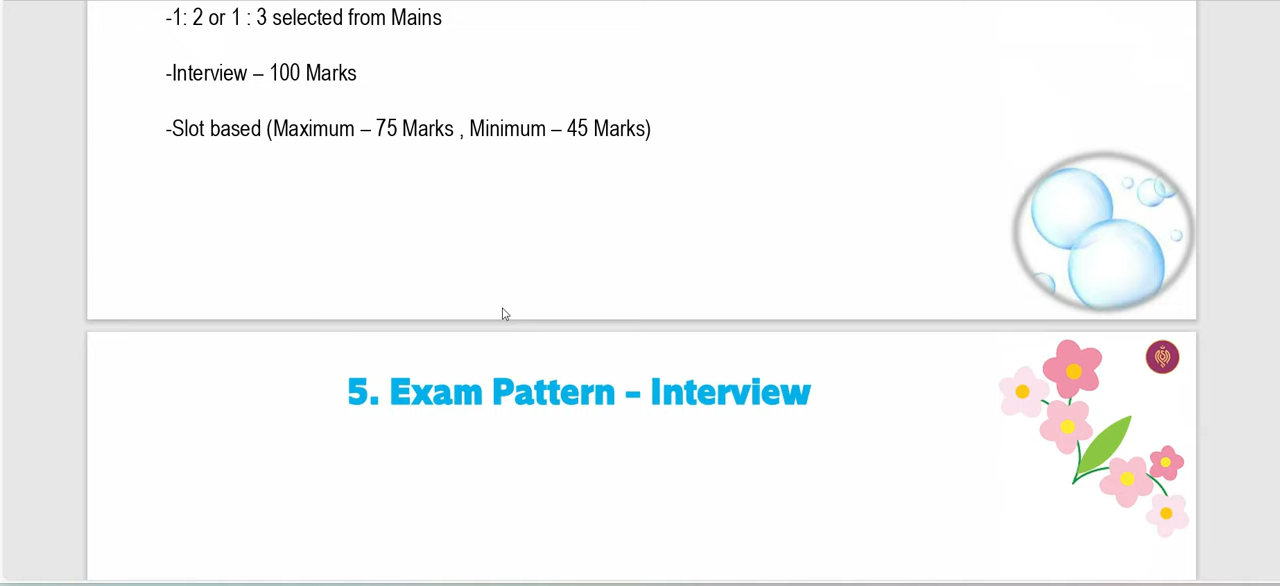 -1: 2 or 1 : 3 selected from Mains
-Interview – 100 Marks
-Slot based (Maximum – 75 Marks , Minimum – 45 Marks)
5. Exam Pattern – Interview